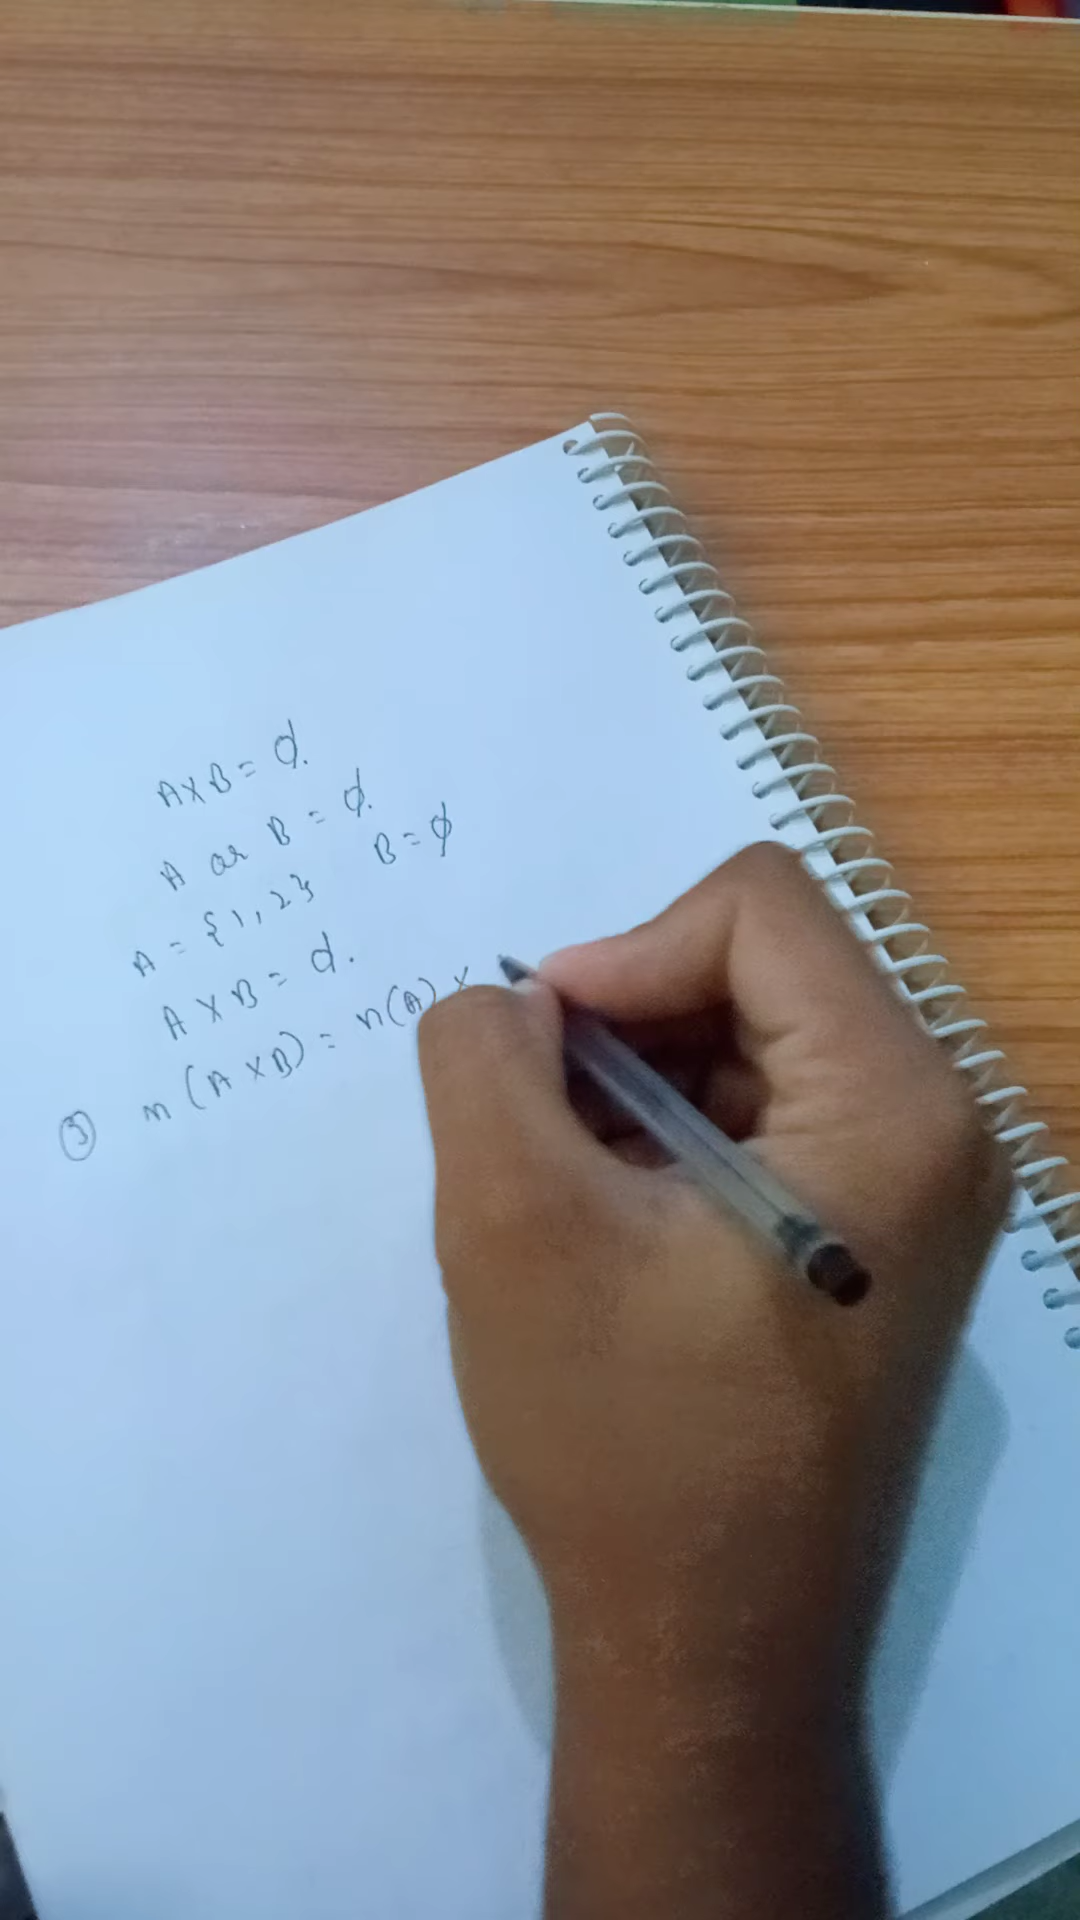 A×B = ϕ.
A or B = ϕ.
A = {1, 2} B = ϕ
A × B = ϕ.
③ n (A × B) = n(A) ×